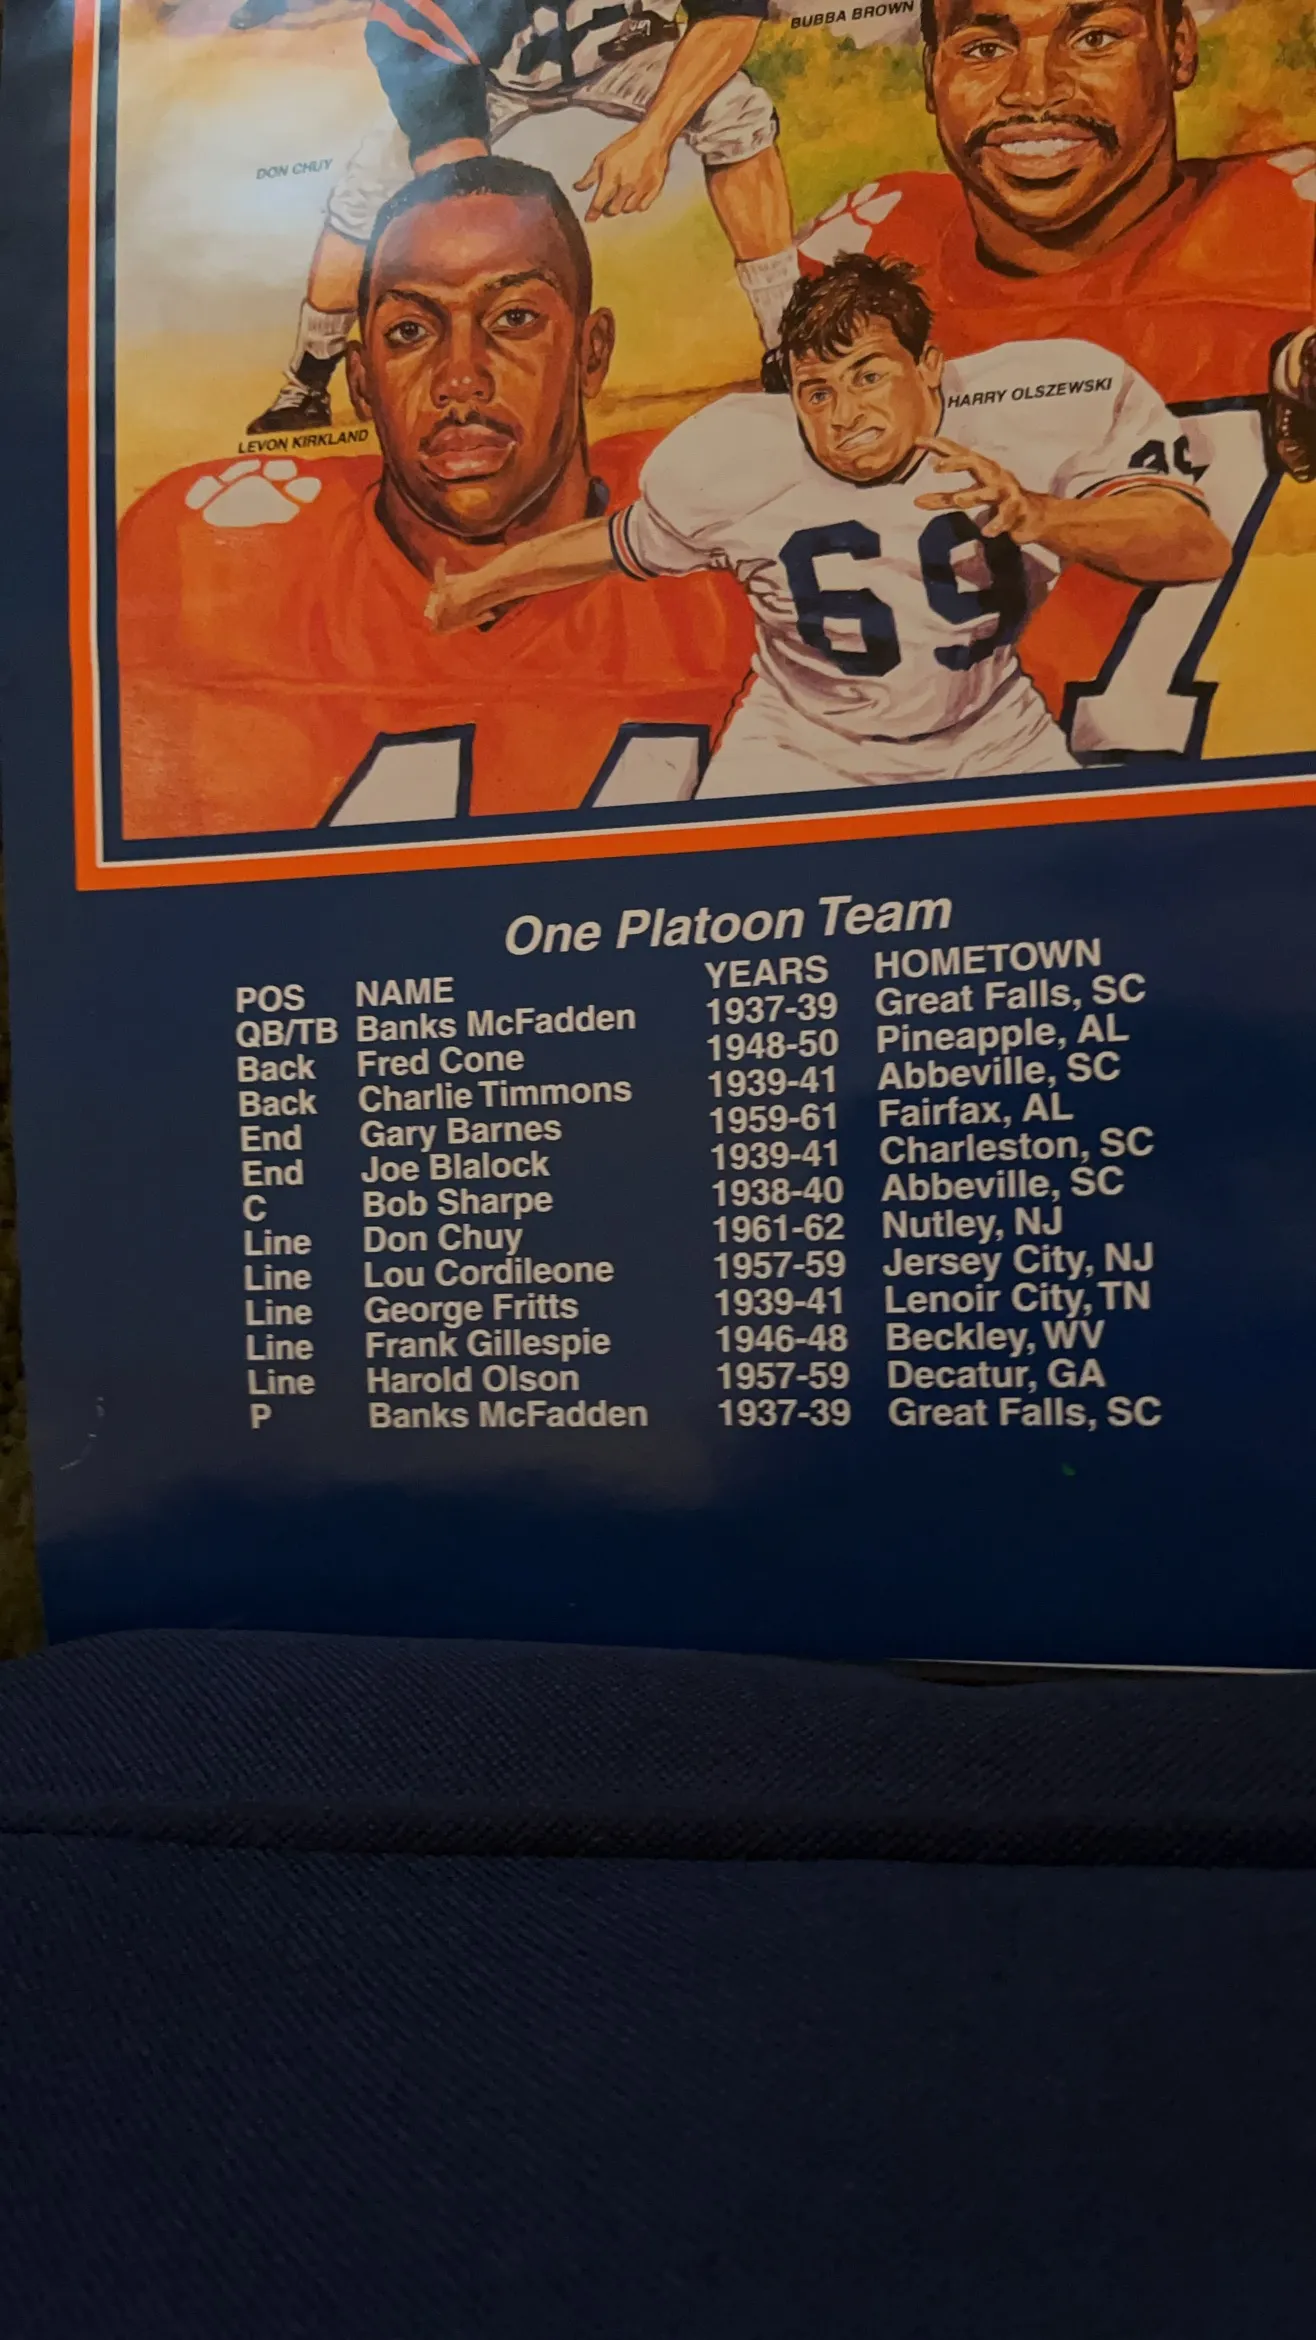 BUBBA BROWN
DON CHUY
HARRY OLSZEWSKI
LEVON KIRKLAND
69
One Platoon Team
POS NAME YEARS HOMETOWN
QB/TB Banks McFadden 1937-39 Great Falls, SC
Back Fred Cone 1948-50 Pineapple, AL
Back Charlie Timmons 1939-41 Abbeville, SC
End Gary Barnes 1959-61 Fairfax, AL
End Joe Blalock 1939-41 Charleston, SC
C Bob Sharpe 1938-40 Abbeville, SC
Line Don Chuy 1961-62 Nutley, NJ
Line Lou Cordileone 1957-59 Jersey City, NJ
Line George Fritts 1939-41 Lenoir City, TN
Line Frank Gillespie 1946-48 Beckley, WV
Line Harold Olson 1957-59 Decatur, GA
P Banks McFadden 1937-39 Great Falls, SC